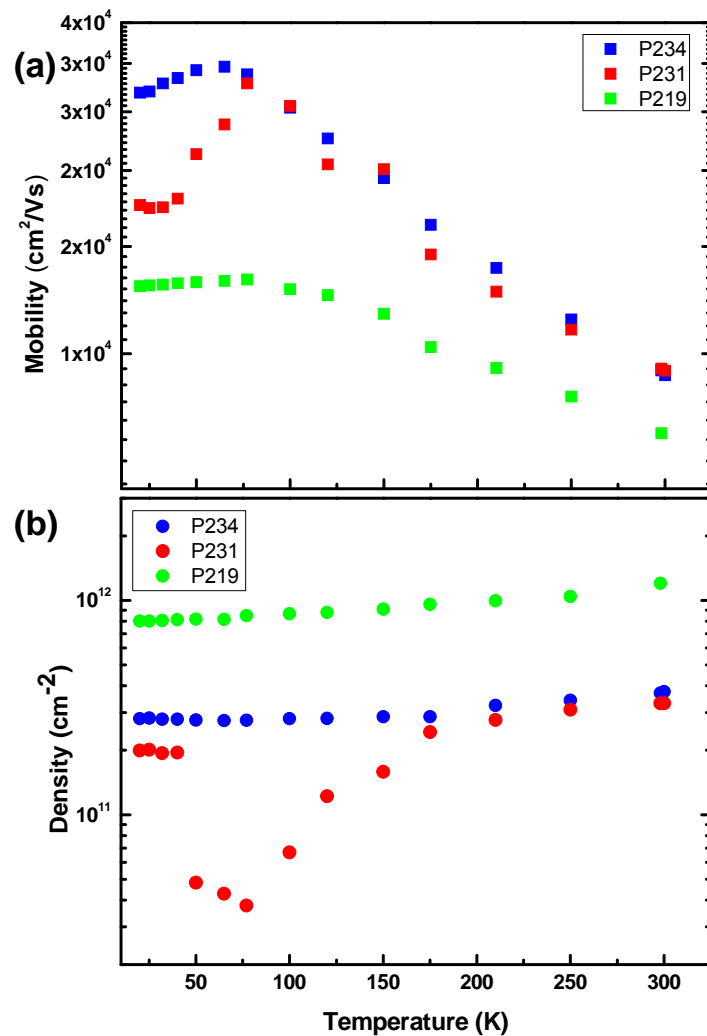 (a)
Mobility (cm²/Vs)
4x10⁴
3x10⁴
3x10⁴
2x10⁴
2x10⁴
1x10⁴
P234
P231
P219
(b)
Density (cm⁻²)
10¹²
10¹¹
P234
P231
P219
50 100 150 200 250 300
Temperature (K)